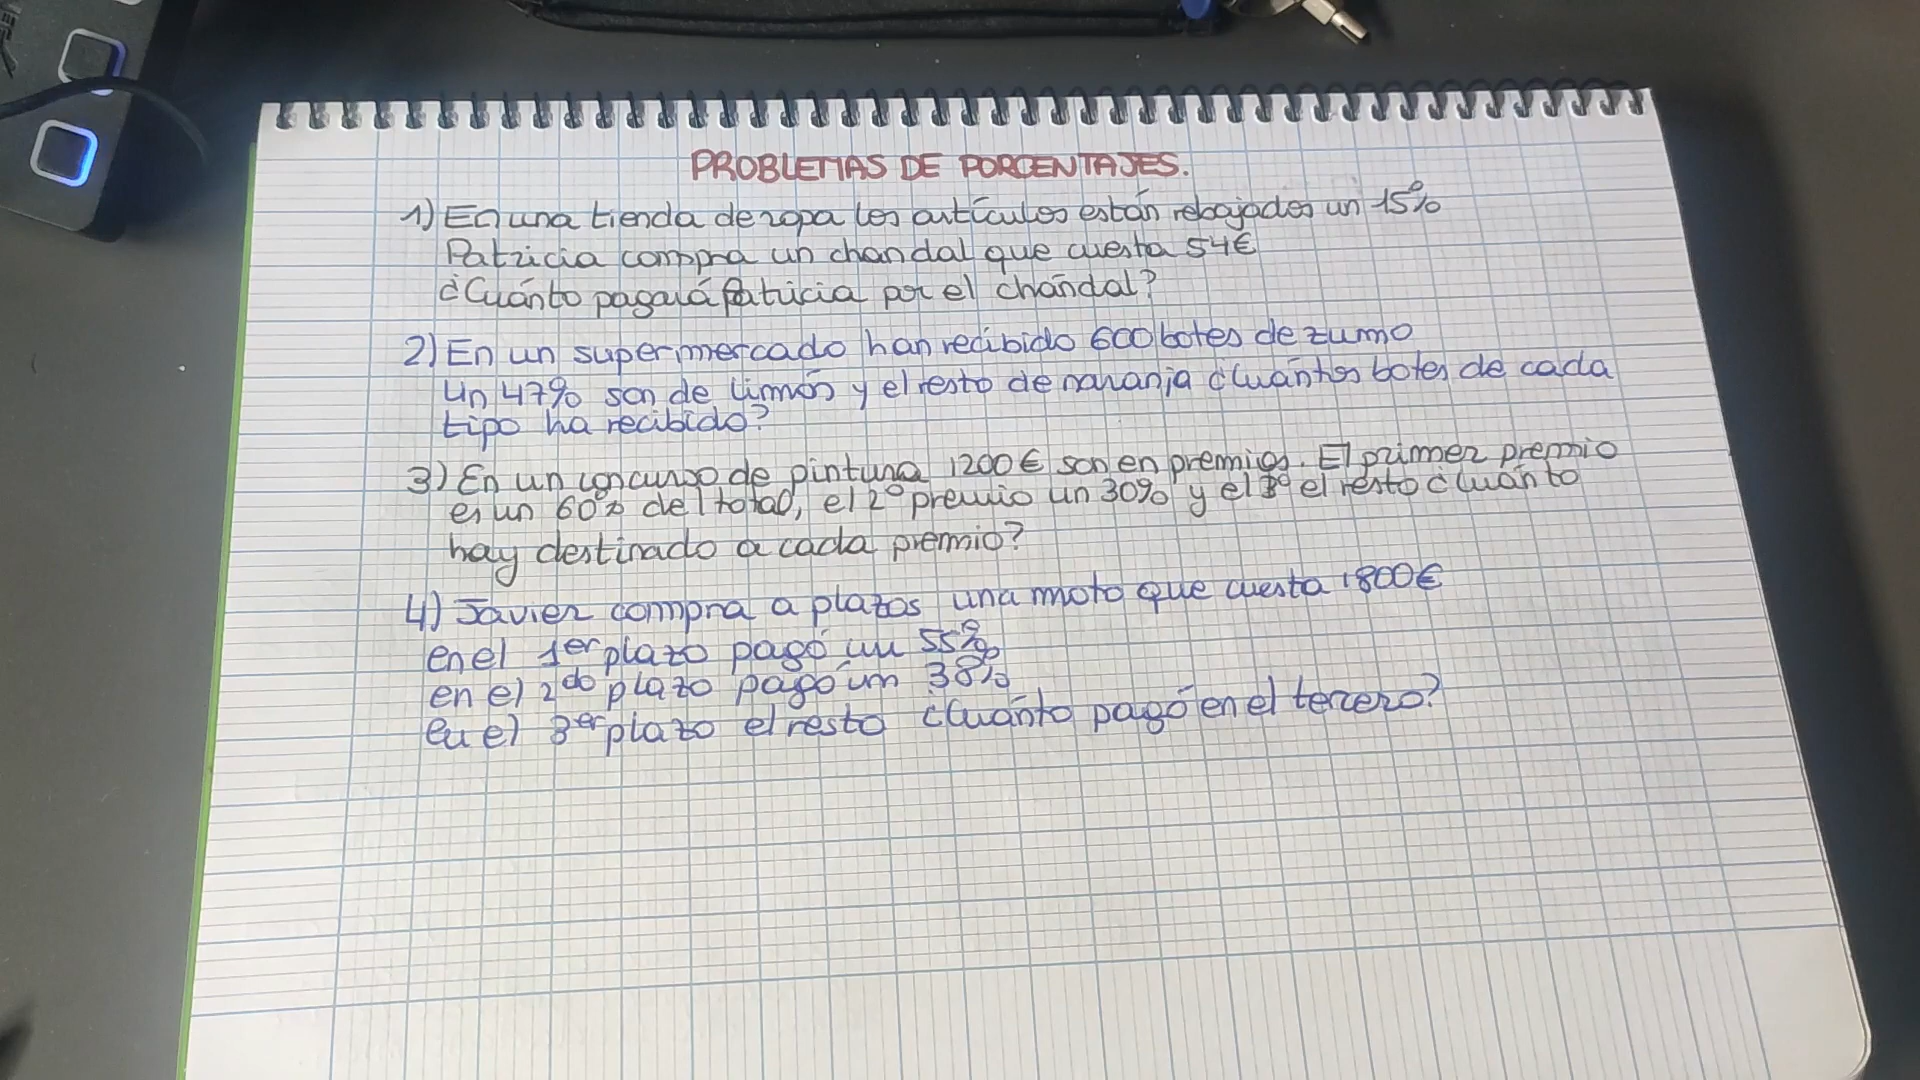 PROBLEMAS DE PORCENTAJES.
1) En una tienda de ropa los artículos están rebajados un 15%
Patricia compra un chandal que cuesta 54€
¿Cuánto pagará Patricia por el chándal?
2) En un supermercado han recibido 600 botes de zumo
un 47% son de limón y el resto de naranja ¿Cuántos botes de cada
tipo ha recibido?
3) En un concurso de pintura 1200€ son en premios. El primer premio
es un 60% del total, el 2º premio un 30% y el 3º el resto ¿Cuánto
hay destinado a cada premio?
4) Javier compra a plazos una moto que cuesta 1800€
en el 1er plazo pagó un 55%
en el 2do plazo pagó un 38%
en el 3er plazo el resto ¿Cuánto pagó en el tercero?